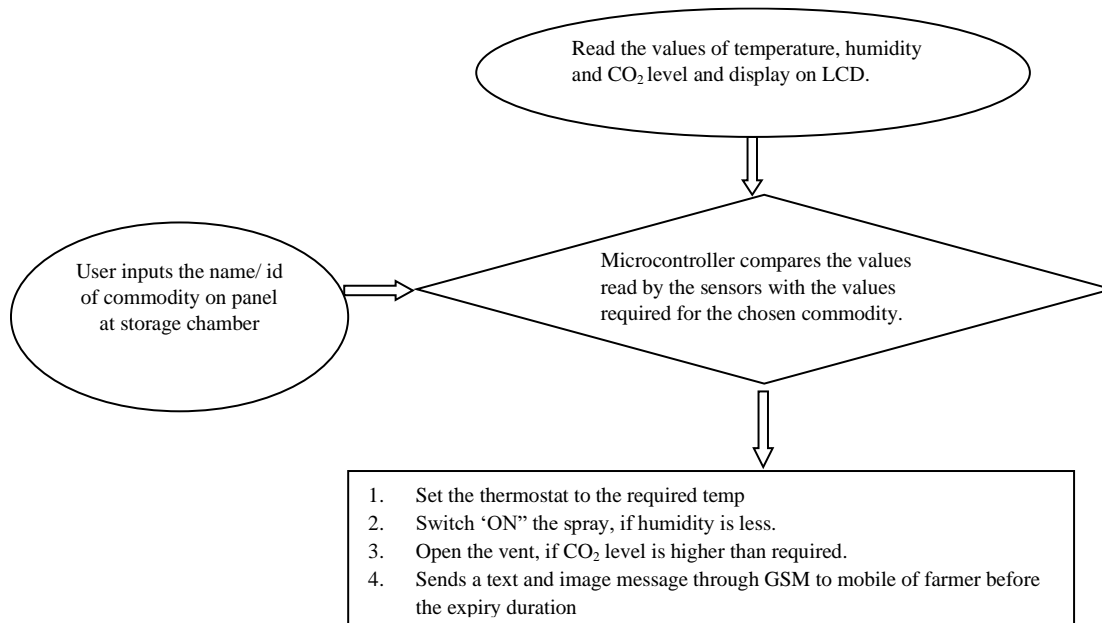 Read the values of temperature, humidity
and CO₂ level and display on LCD.
User inputs the name/ id
of commodity on panel
at storage chamber
Microcontroller compares the values
read by the sensors with the values
required for the chosen commodity.
1. Set the thermostat to the required temp
2. Switch ‘ON” the spray, if humidity is less.
3. Open the vent, if CO₂ level is higher than required.
4. Sends a text and image message through GSM to mobile of farmer before
the expiry duration